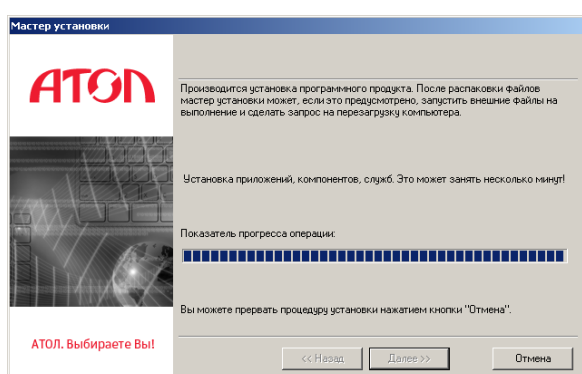 Мастер установки
АТОЛ
Производится установка программного продукта. После распаковки файлов
мастер установки может, если это предусмотрено, запустить внешние файлы на
выполнение и сделать запрос на перезагрузку компьютера.
Установка приложений, компонентов, служб. Это может занять несколько минут!
Показатель прогресса операции:
Вы можете прервать процедуру установки нажатием кнопки "Отмена".
АТОЛ. Выбираете Вы!
<< Назад
Далее >>
Отмена